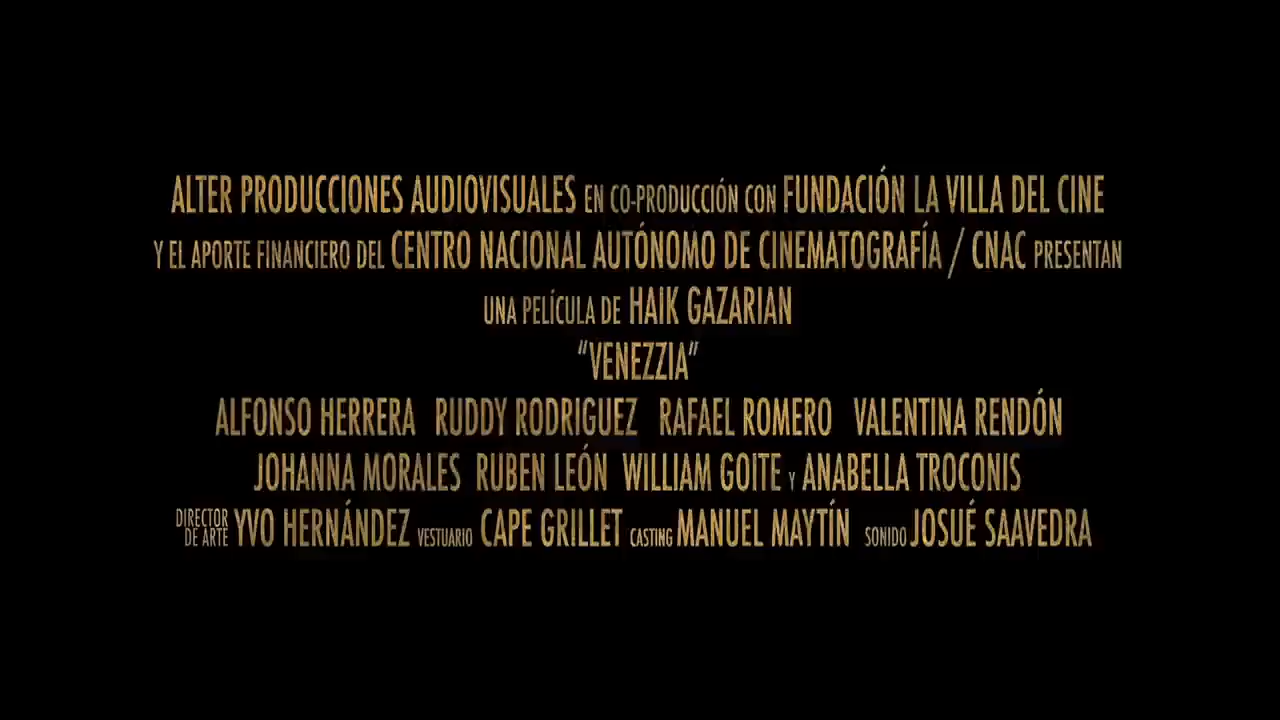 ALTER PRODUCCIONES AUDIOVISUALES EN CO-PRODUCCIÓN CON FUNDACIÓN LA VILLA DEL CINE
Y EL APORTE FINANCIERO DEL CENTRO NACIONAL AUTÓNOMO DE CINEMATOGRAFÍA / CNAC PRESENTAN
UNA PELÍCULA DE HAIK GAZARIAN
“VENEZZIA”
ALFONSO HERRERA RUDDY RODRIGUEZ RAFAEL ROMERO VALENTINA RENDÓN
JOHANNA MORALES RUBEN LEÓN WILLIAM GOITE Y ANABELLA TROCONIS
DIRECTOR DE ARTE YVO HERNÁNDEZ VESTUARIO CAPE GRILLET CASTING MANUEL MAYTÍN SONIDO JOSUÉ SAAVEDRA